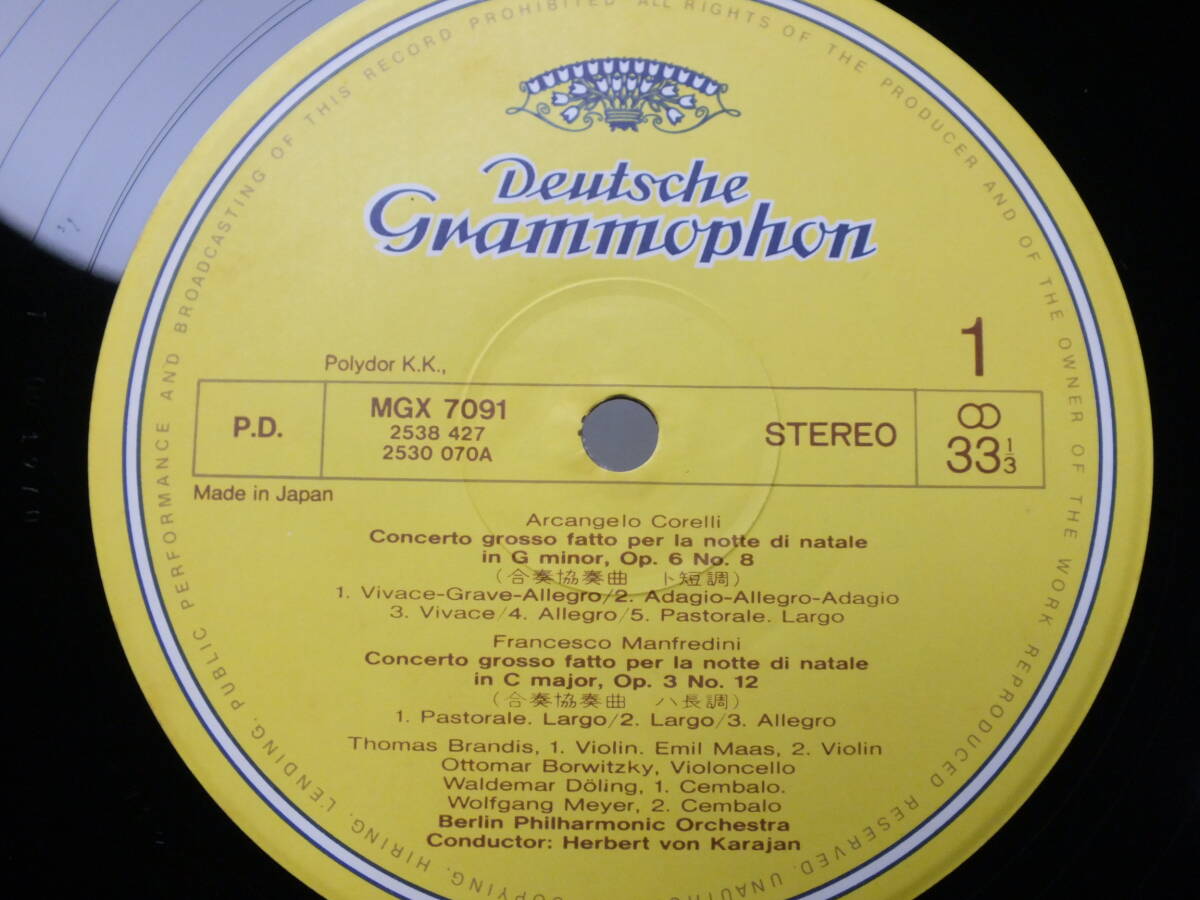 PROHIBITED ALL RIGHTS OF THE PRODUCER AND OF THE OWNER OF THE WORK REPRODUCED RESERVED. COPYING, HIRING, LENDING, PUBLIC PERFORMANCE AND BROADCASTING OF THIS RECORD
Deutsche
Grammophon
1
Polydor K.K.,
P.D.
MGX 7091
2538 427
2530 070A
STEREO
33 1/3
Made in Japan
Arcangelo Corelli
Concerto grosso fatto per la notte di natale
in G minor, Op. 6 No. 8
(合奏協奏曲 ト短調)
1. Vivace-Grave-Allegro/2. Adagio-Allegro-Adagio
3. Vivace/4. Allegro/5. Pastorale. Largo
Francesco Manfredini
Concerto grosso fatto per la notte di natale
in C major, Op. 3 No. 12
(合奏協奏曲 ハ長調)
1. Pastorale. Largo/2. Largo/3. Allegro
Thomas Brandis, 1. Violin. Emil Maas, 2. Violin
Ottomar Borwitzky, Violoncello
Waldemar Döling, 1. Cembalo.
Wolfgang Meyer, 2. Cembalo
Berlin Philharmonic Orchestra
Conductor: Herbert von Karajan